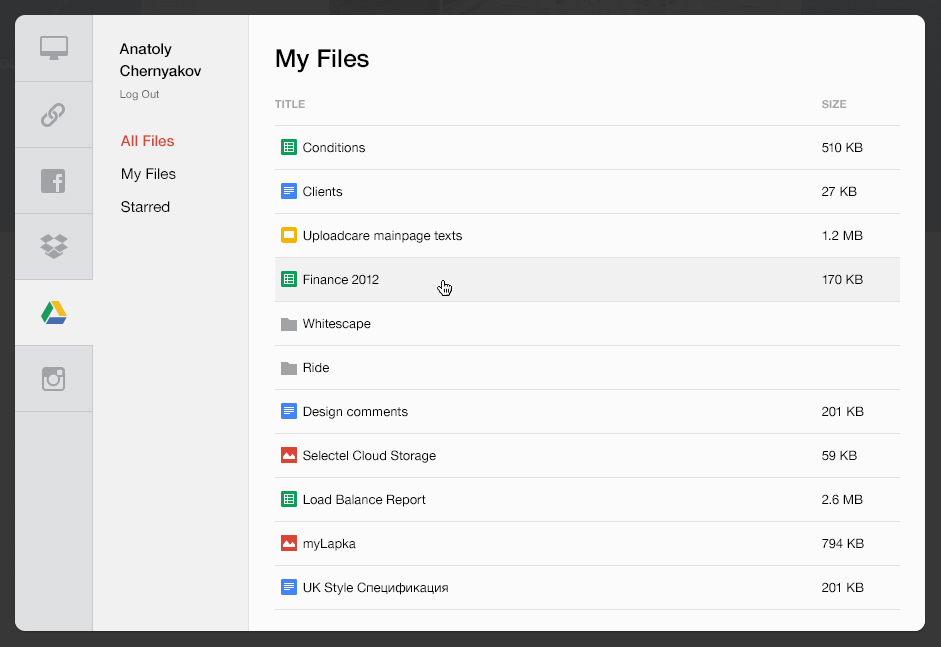 Anatoly
Chernyakov
Log Out
All Files
My Files
Starred
My Files
TITLE SIZE
Conditions 510 KB
Clients 27 KB
Uploadcare mainpage texts 1.2 MB
Finance 2012 170 KB
Whitescape
Ride
Design comments 201 KB
Selectel Cloud Storage 59 KB
Load Balance Report 2.6 MB
myLapka 794 KB
UK Style Спецификация 201 KB